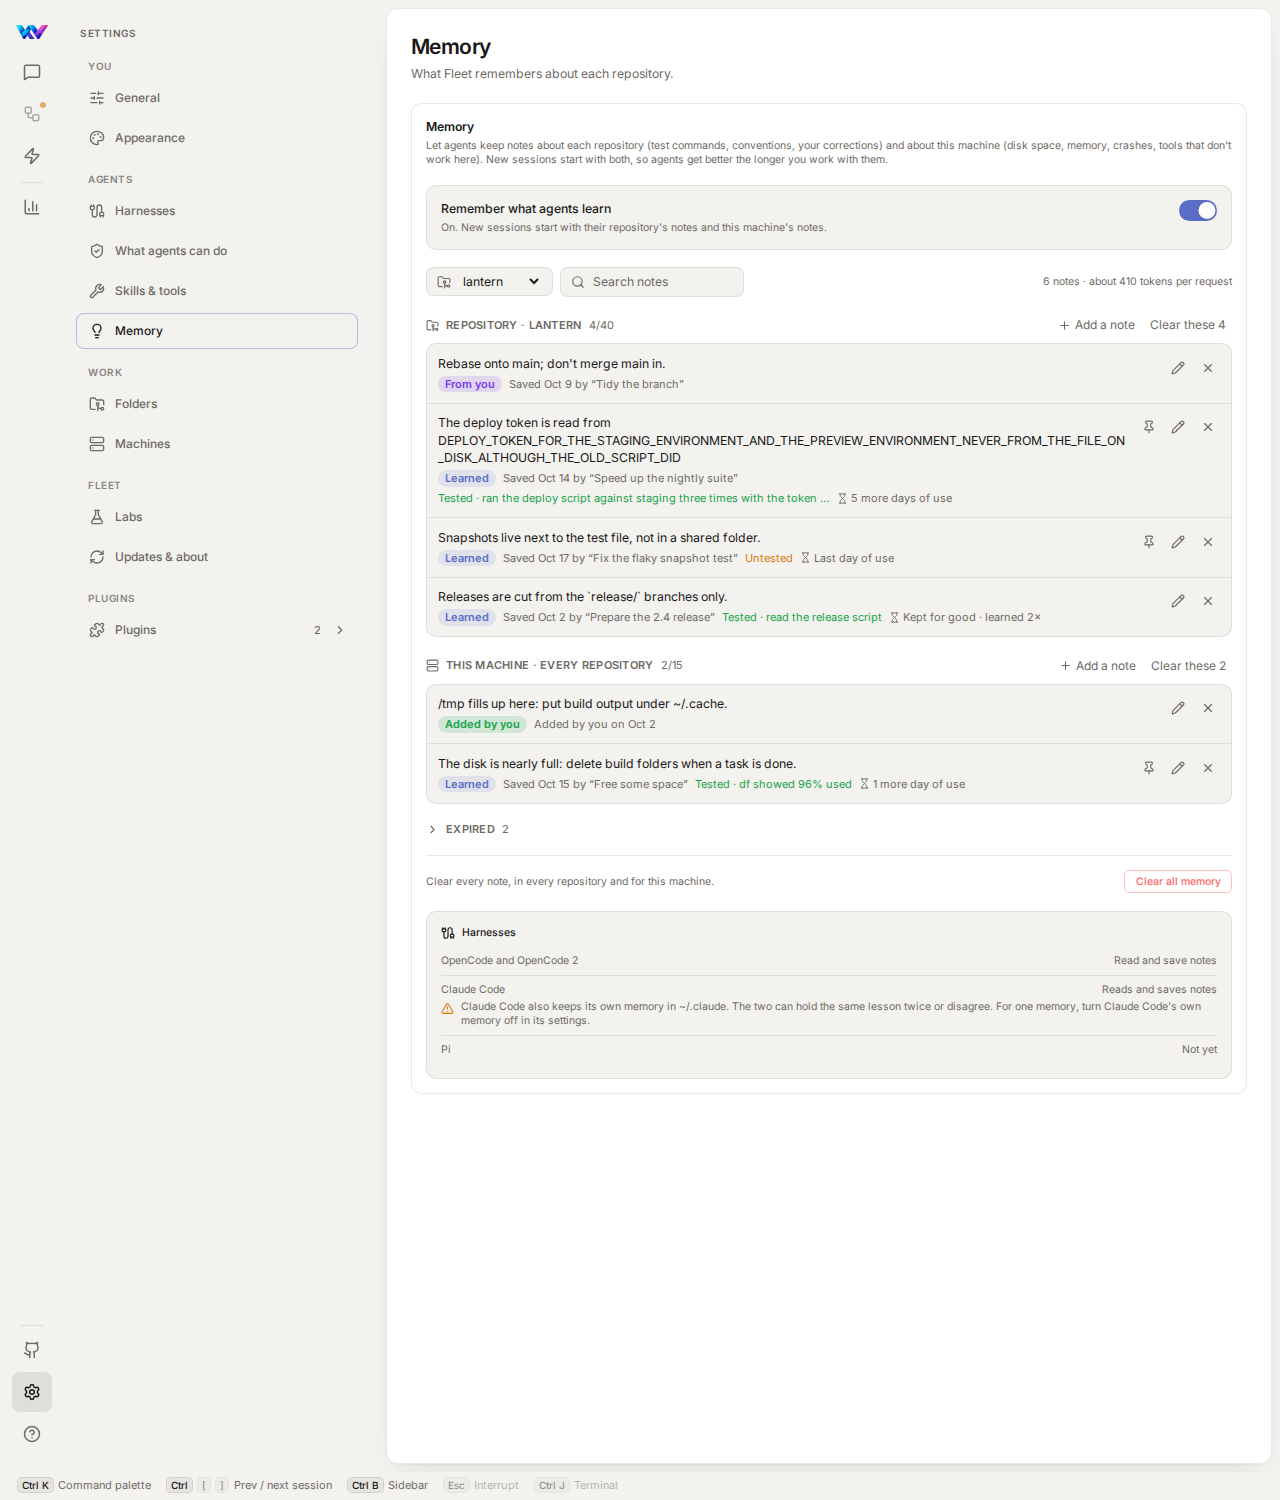 SETTINGS
YOU
General
Appearance
AGENTS
Harnesses
What agents can do
Skills & tools
Memory
WORK
Folders
Machines
FLEET
Labs
Updates & about
PLUGINS
Plugins 2
Memory
What Fleet remembers about each repository.
Memory
Let agents keep notes about each repository (test commands, conventions, your corrections) and about this machine (disk space, memory, crashes, tools that don't
work here). New sessions start with both, so agents get better the longer you work with them.
Remember what agents learn
On. New sessions start with their repository's notes and this machine's notes.
lantern Search notes 6 notes · about 410 tokens per request
REPOSITORY · LANTERN 4/40 Add a note Clear these 4
Rebase onto main; don't merge main in.
From you Saved Oct 9 by “Tidy the branch”
The deploy token is read from
DEPLOY_TOKEN_FOR_THE_STAGING_ENVIRONMENT_AND_THE_PREVIEW_ENVIRONMENT_NEVER_FROM_THE_FILE_ON
_DISK_ALTHOUGH_THE_OLD_SCRIPT_DID
Learned Saved Oct 14 by “Speed up the nightly suite”
Tested · ran the deploy script against staging three times with the token … 5 more days of use
Snapshots live next to the test file, not in a shared folder.
Learned Saved Oct 17 by “Fix the flaky snapshot test” Untested Last day of use
Releases are cut from the `release/` branches only.
Learned Saved Oct 2 by “Prepare the 2.4 release” Tested · read the release script Kept for good · learned 2×
THIS MACHINE · EVERY REPOSITORY 2/15 Add a note Clear these 2
/tmp fills up here: put build output under ~/.cache.
Added by you Added by you on Oct 2
The disk is nearly full: delete build folders when a task is done.
Learned Saved Oct 15 by “Free some space” Tested · df showed 96% used 1 more day of use
EXPIRED 2
Clear every note, in every repository and for this machine. Clear all memory
Harnesses
OpenCode and OpenCode 2 Read and save notes
Claude Code Reads and saves notes
Claude Code also keeps its own memory in ~/.claude. The two can hold the same lesson twice or disagree. For one memory, turn Claude Code's own
memory off in its settings.
Pi Not yet
Ctrl K Command palette Ctrl [ ] Prev / next session Ctrl B Sidebar Esc Interrupt Ctrl J Terminal